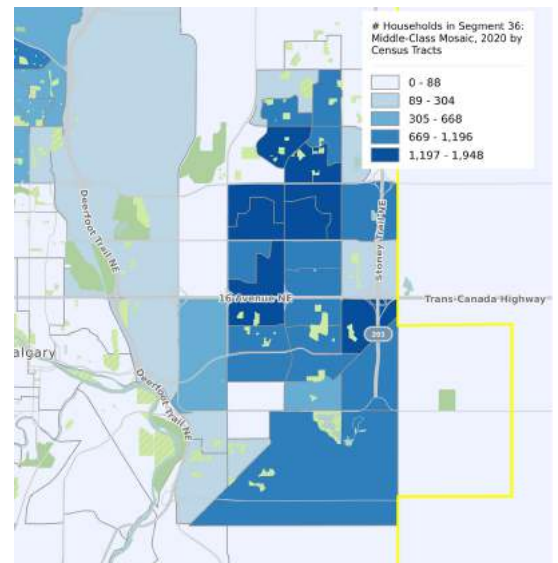 # Households in Segment 36:
Middle-Class Mosaic, 2020 by
Census Tracts
0 - 88
89 - 304
305 - 668
669 - 1,196
1,197 - 1,948
Deerfoot Trail NE
Stoney Trail NE
16 Avenue NE
Trans-Canada Highway
201
algary
Deerfoot Trail NE